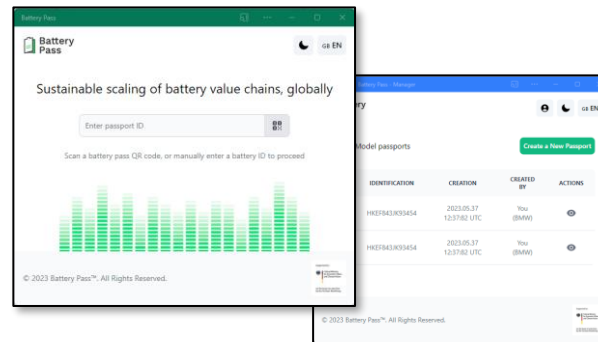 Battery Pass
Battery
Pass
GB EN
Sustainable scaling of battery value chains, globally
Enter passport ID
Scan a battery pass QR code, or manually enter a battery ID to proceed
© 2023 Battery Pass™. All Rights Reserved.
Battery Pass - Manager
ry
GB EN
Model passports
Create a New Passport
IDENTIFICATION CREATION CREATED BY ACTIONS
HKEF843JK93454 2023.05.37 12:37:82 UTC You (BMW)
HKEF843JK93454 2023.05.37 12:37:82 UTC You (BMW)
© 2023 Battery Pass™. All Rights Reserved.